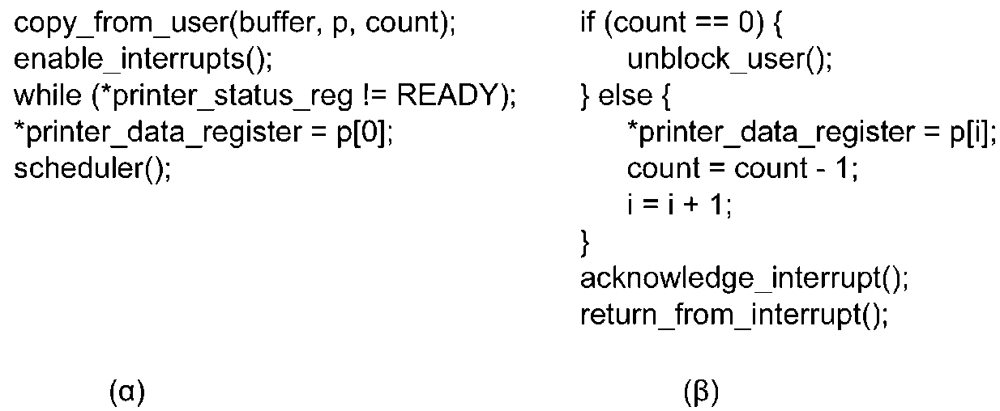 copy_from_user(buffer, p, count);
enable_interrupts();
while (*printer_status_reg != READY);
*printer_data_register = p[0];
scheduler();
(α)
if (count == 0) {
unblock_user();
} else {
*printer_data_register = p[i];
count = count - 1;
i = i + 1;
}
acknowledge_interrupt();
return_from_interrupt();
(β)